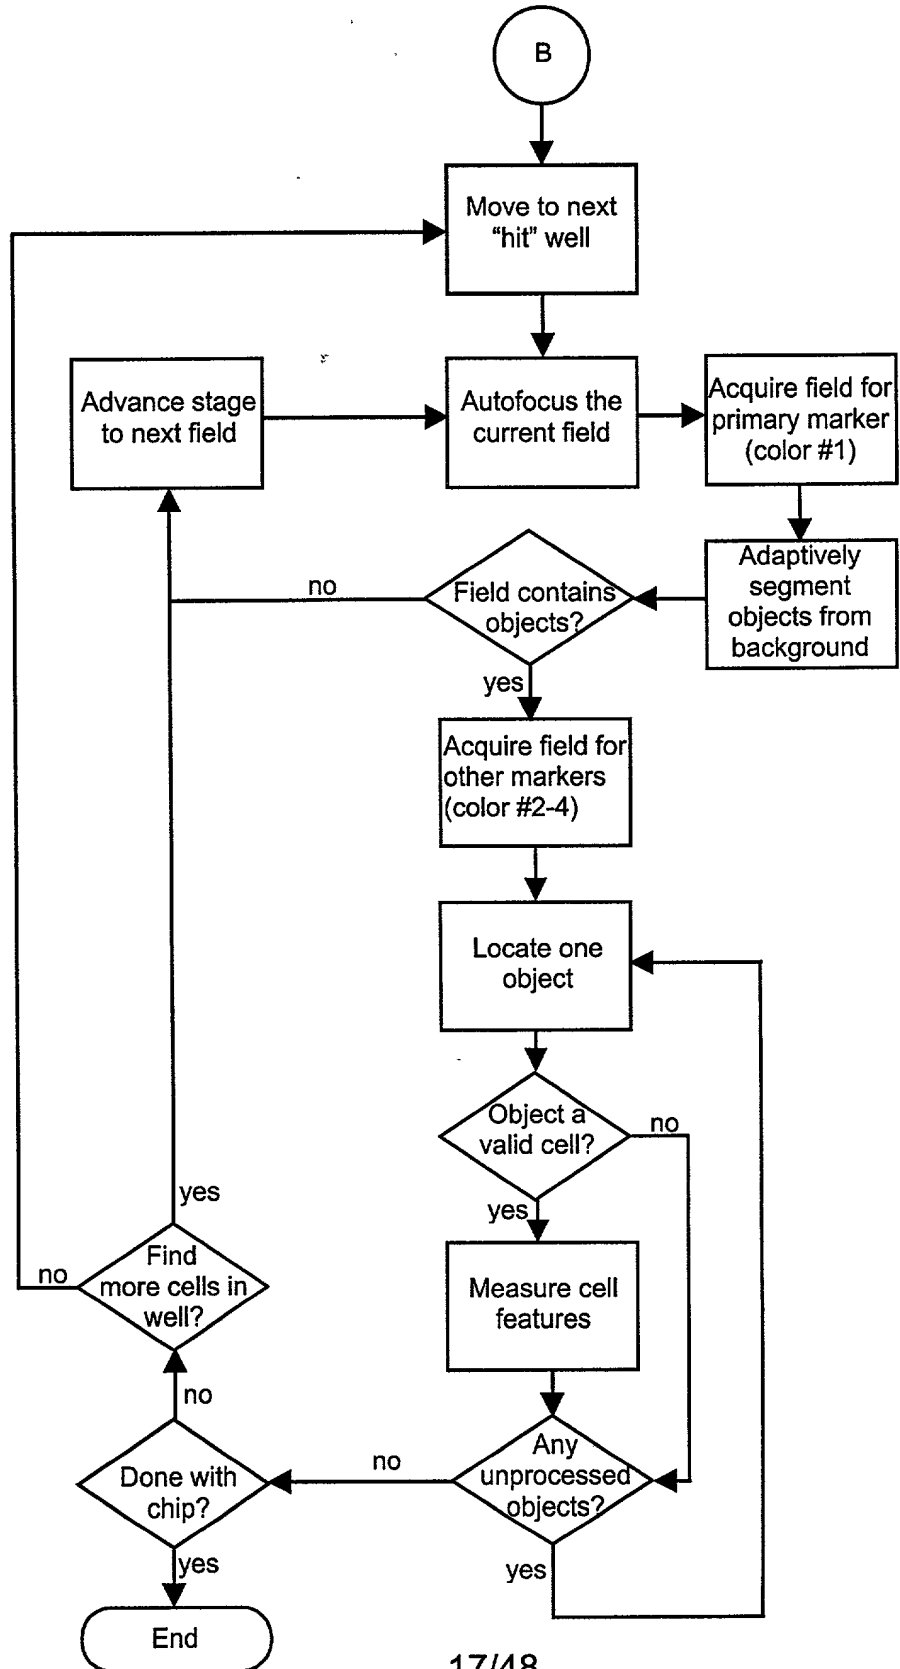 B
Move to next
“hit” well
Advance stage
to next field
Autofocus the
current field
Acquire field for
primary marker
(color #1)
Adaptively
segment
objects from
background
Field contains
objects?
no
yes
Acquire field for
other markers
(color #2-4)
Locate one
object
Object a
valid cell?
no
yes
Measure cell
features
Any
unprocessed
objects?
no
yes
Done with
chip?
no
yes
Find
more cells in
well?
yes
no
End
17/48